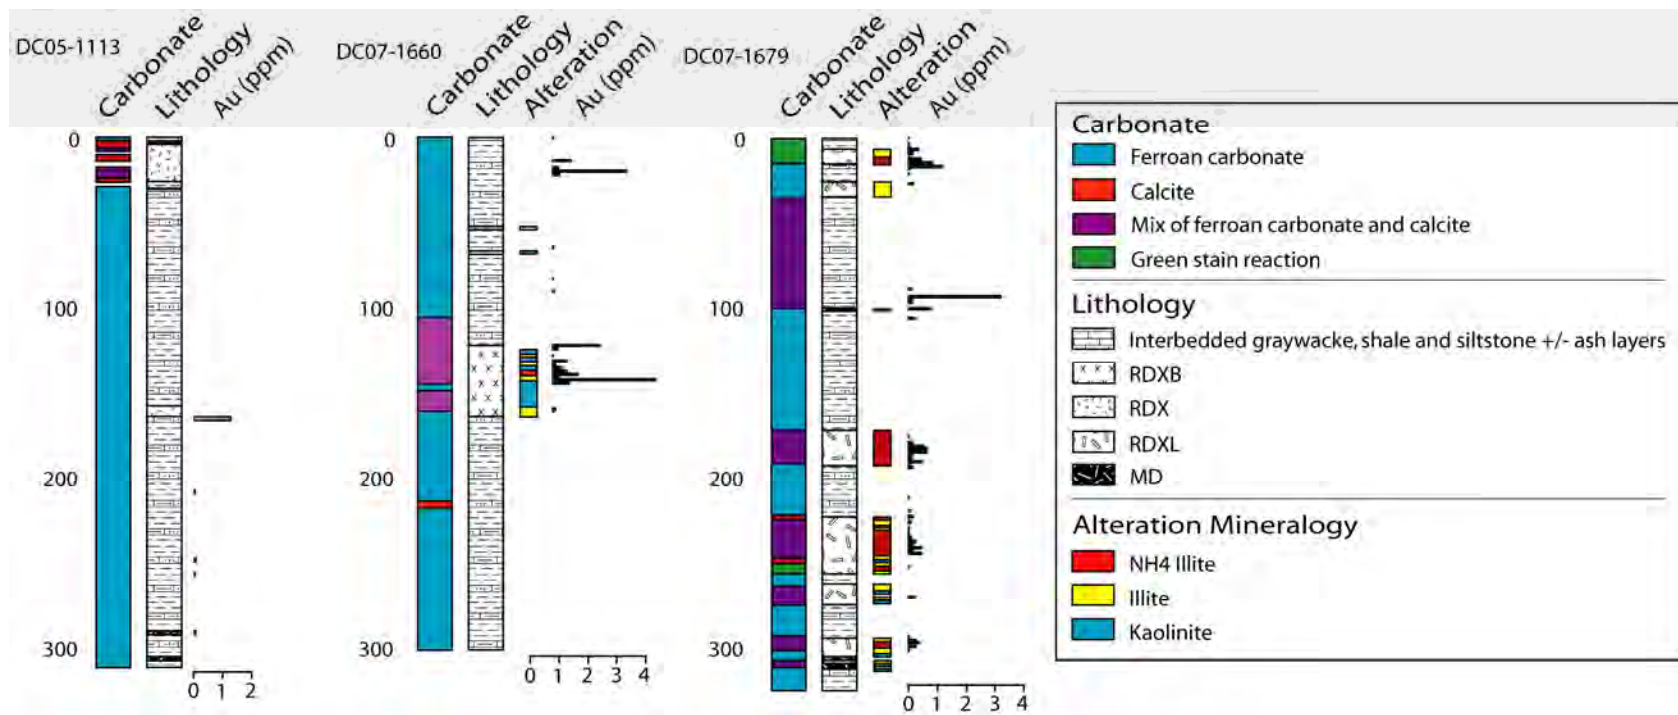 DC05-1113
Carbonate
Lithology
Au (ppm)
0
100
200
300
0 1 2
DC07-1660
Carbonate
Lithology
Alteration
Au (ppm)
0
100
200
300
0 1 2 3 4
DC07-1679
Carbonate
Lithology
Alteration
Au (ppm)
0
100
200
300
0 1 2 3 4
Carbonate
Ferroan carbonate
Calcite
Mix of ferroan carbonate and calcite
Green stain reaction
Lithology
Interbedded graywacke, shale and siltstone +/- ash layers
RDXB
RDX
RDXL
MD
Alteration Mineralogy
NH4 Illite
Illite
Kaolinite